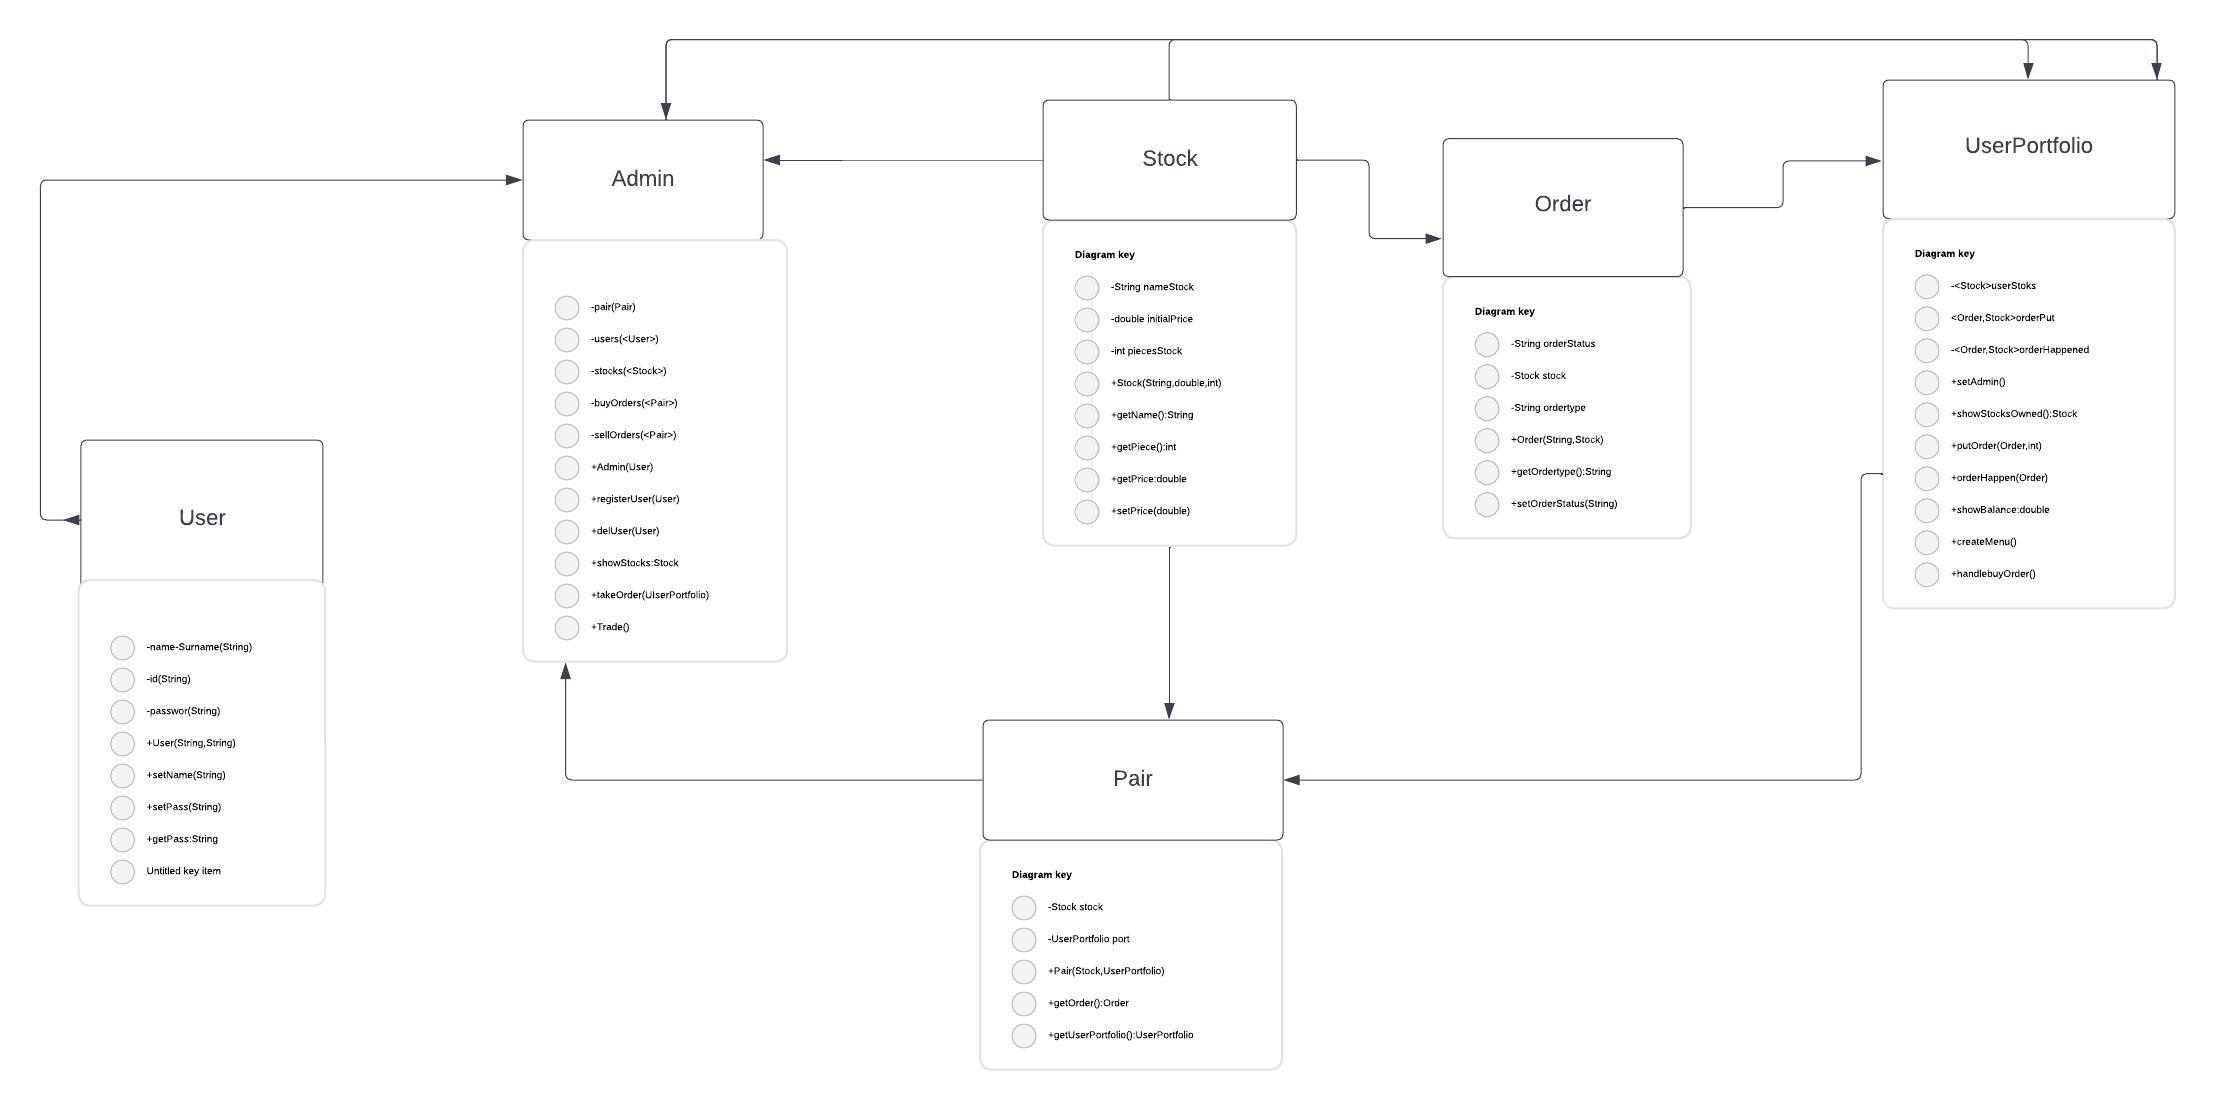 Admin
-pair(Pair)
-users(<User>)
-stocks(<Stock>)
-buyOrders(<Pair>)
-sellOrders(<Pair>)
+Admin(User)
+registerUser(User)
+delUser(User)
+showStocks:Stock
+takeOrder(UIserPortfolio)
+Trade()
Stock
Diagram key
-String nameStock
-double initialPrice
-int piecesStock
+Stock(String,double,int)
+getName():String
+getPiece():int
+getPrice:double
+setPrice(double)
Order
Diagram key
-String orderStatus
-Stock stock
-String ordertype
+Order(String,Stock)
+getOrdertype():String
+setOrderStatus(String)
UserPortfolio
Diagram key
-<Stock>userStoks
<Order,Stock>orderPut
-<Order,Stock>orderHappened
+setAdmin()
+showStocksOwned():Stock
+putOrder(Order,int)
+orderHappen(Order)
+showBalance:double
+createMenu()
+handlebuyOrder()
User
-name-Surname(String)
-id(String)
-passwor(String)
+User(String,String)
+setName(String)
+setPass(String)
+getPass:String
Untitled key item
Pair
Diagram key
-Stock stock
-UserPortfolio port
+Pair(Stock,UserPortfolio)
+getOrder():Order
+getUserPortfolio():UserPortfolio